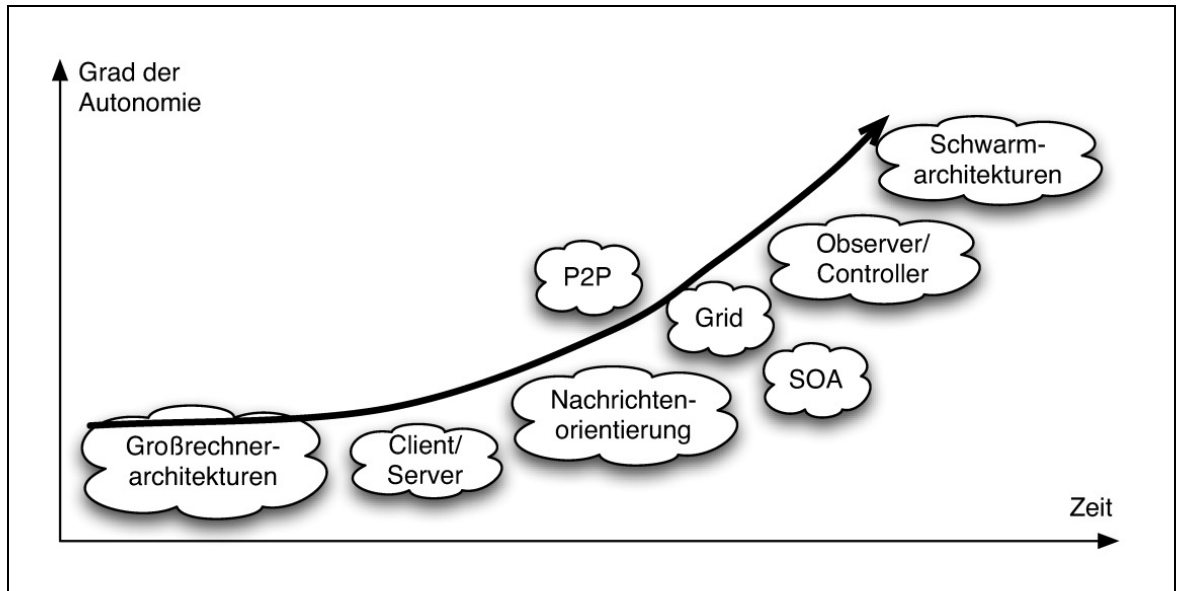 Grad der
Autonomie
Schwarm-
architekturen
Observer/
Controller
P2P
Grid
SOA
Nachrichten-
orientierung
Großrechner-
architekturen
Client/
Server
Zeit